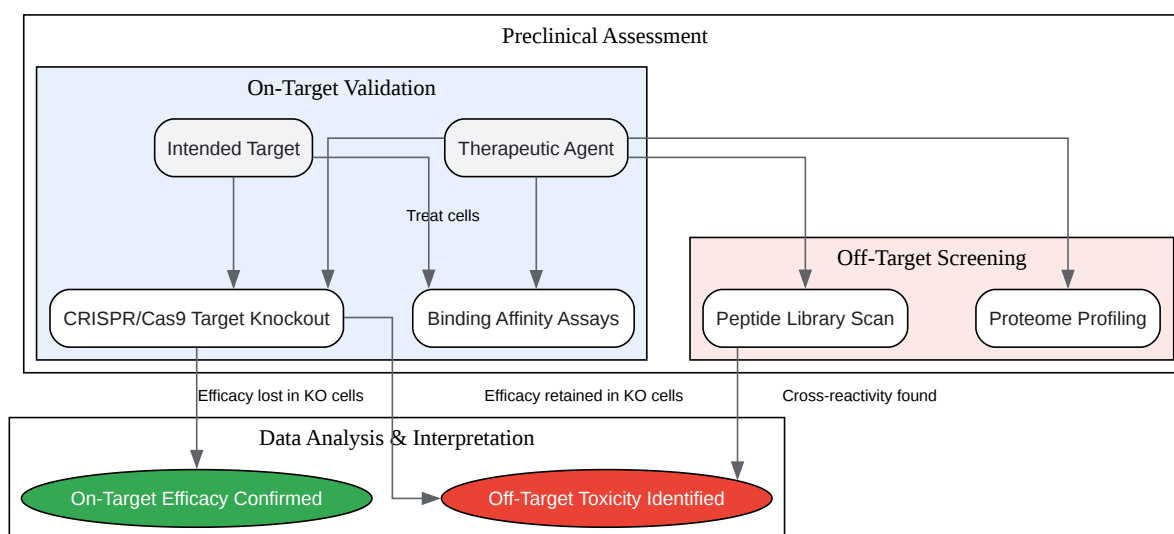 Preclinical Assessment
On-Target Validation
Intended Target
Therapeutic Agent
Treat cells
Off-Target Screening
CRISPR/Cas9 Target Knockout
Binding Affinity Assays
Peptide Library Scan
Proteome Profiling
Efficacy lost in KO cells
Efficacy retained in KO cells
Cross-reactivity found
Data Analysis & Interpretation
On-Target Efficacy Confirmed
Off-Target Toxicity Identified